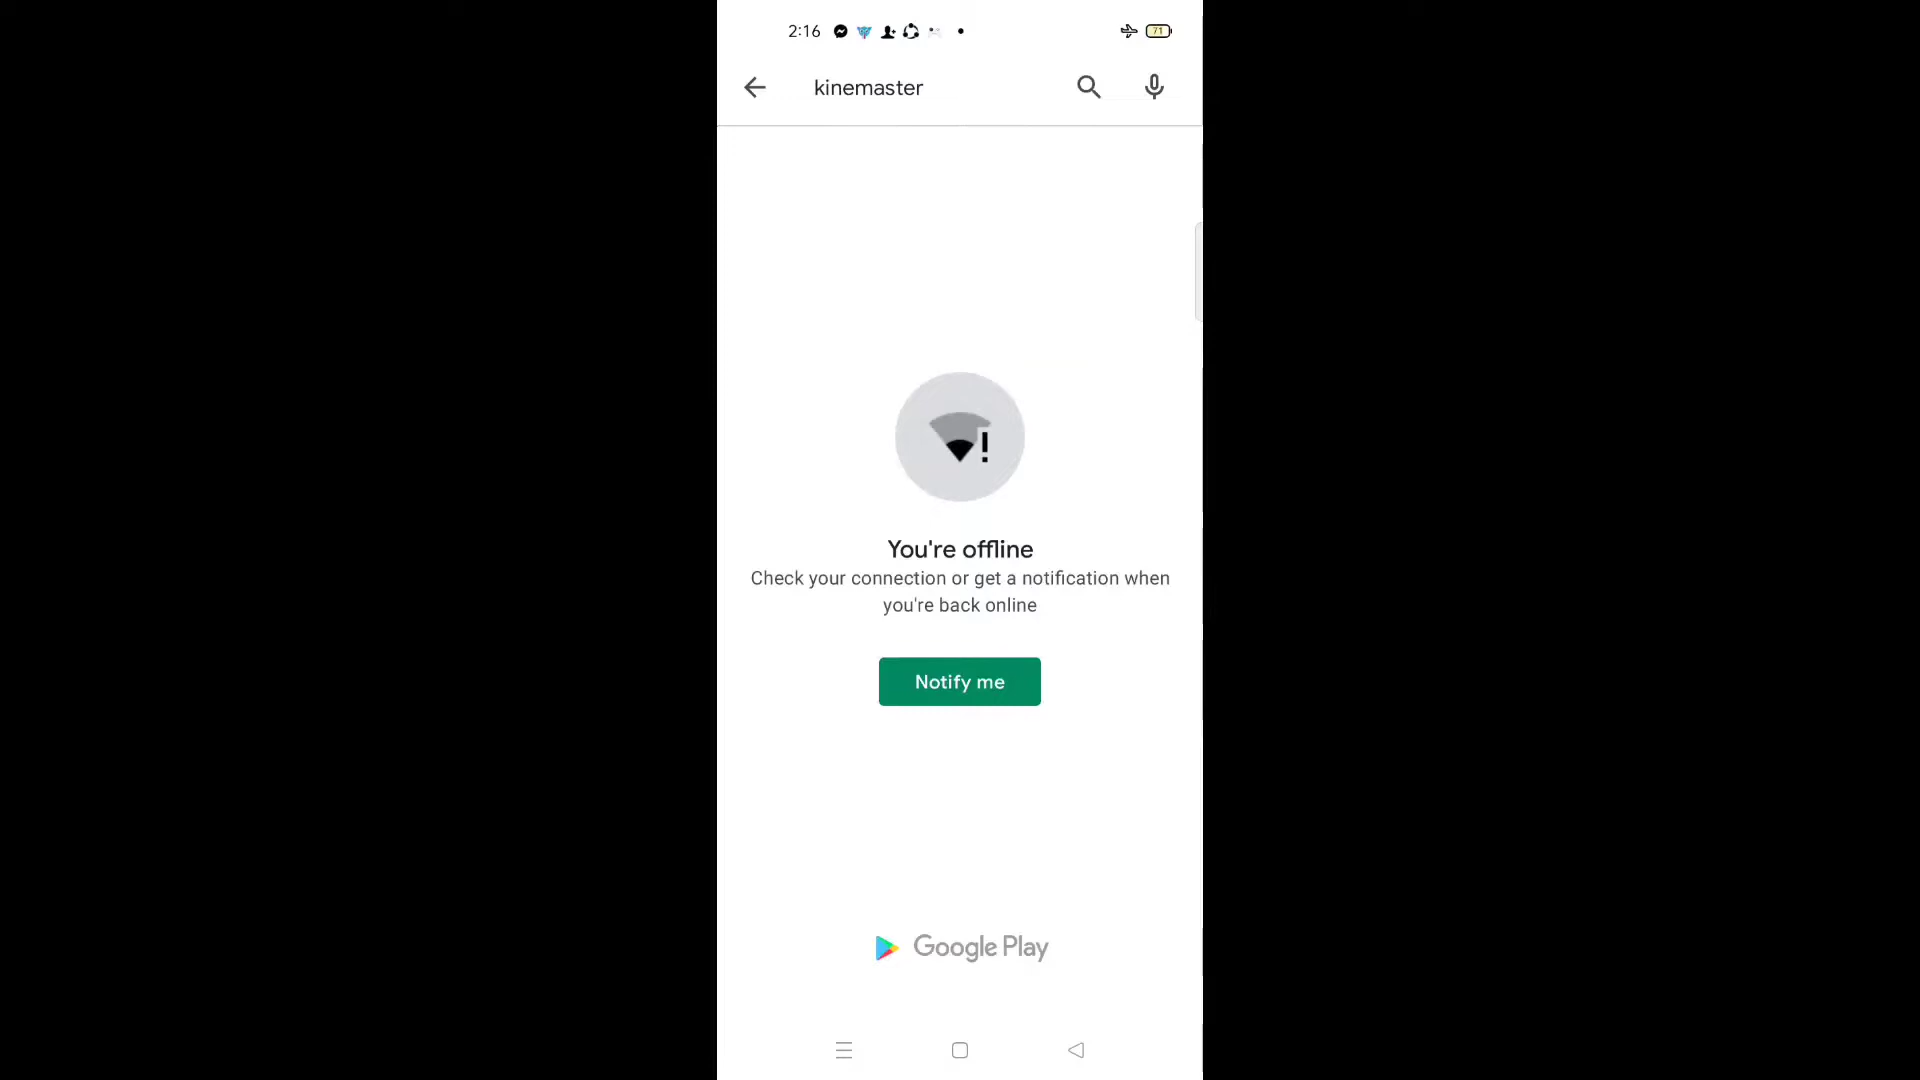 2:16
71
kinemaster
You're offline
Check your connection or get a notification when
you're back online
Notify me
Google Play